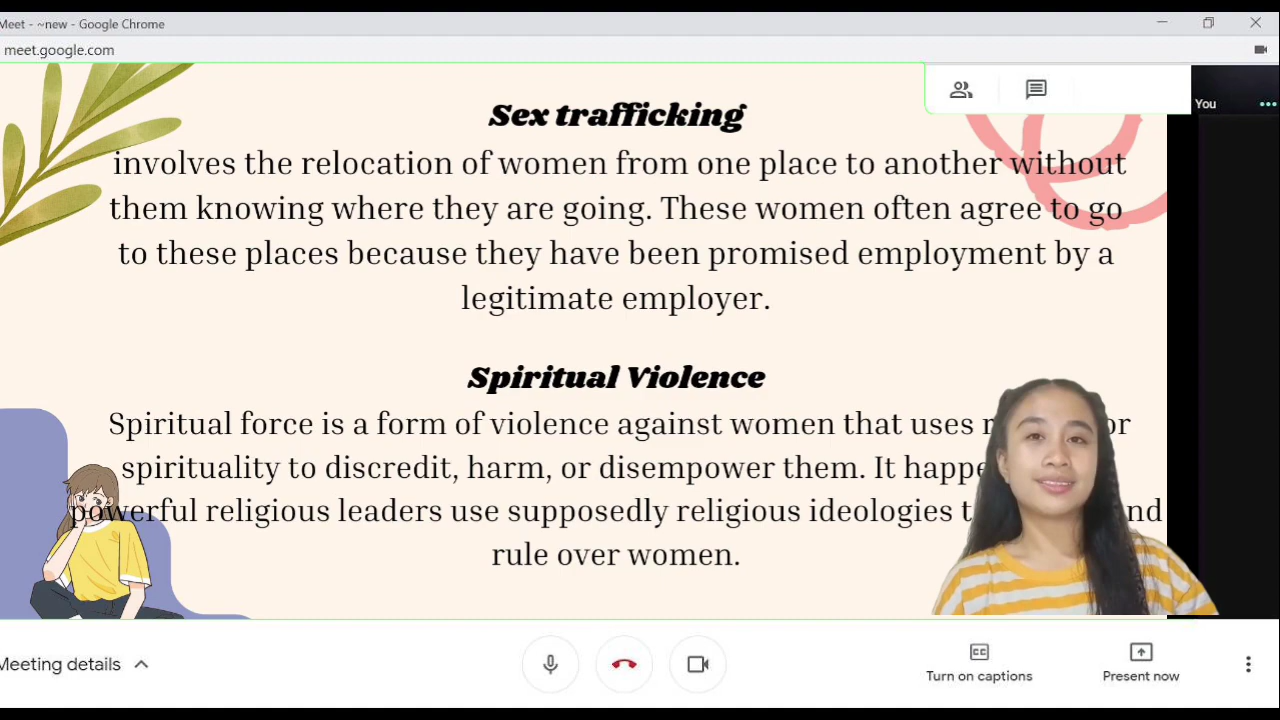 Meet - ~new - Google Chrome
meet.google.com
You
Sex trafficking
involves the relocation of women from one place to another without
them knowing where they are going. These women often agree to go
to these places because they have been promised employment by a
legitimate employer.
Spiritual Violence
Spiritual force is a form of violence against women that uses or
spirituality to discredit, harm, or disempower them. It
powerful religious leaders use supposedly religious ideologies
rule over women.
Meeting details
Turn on captions
Present now